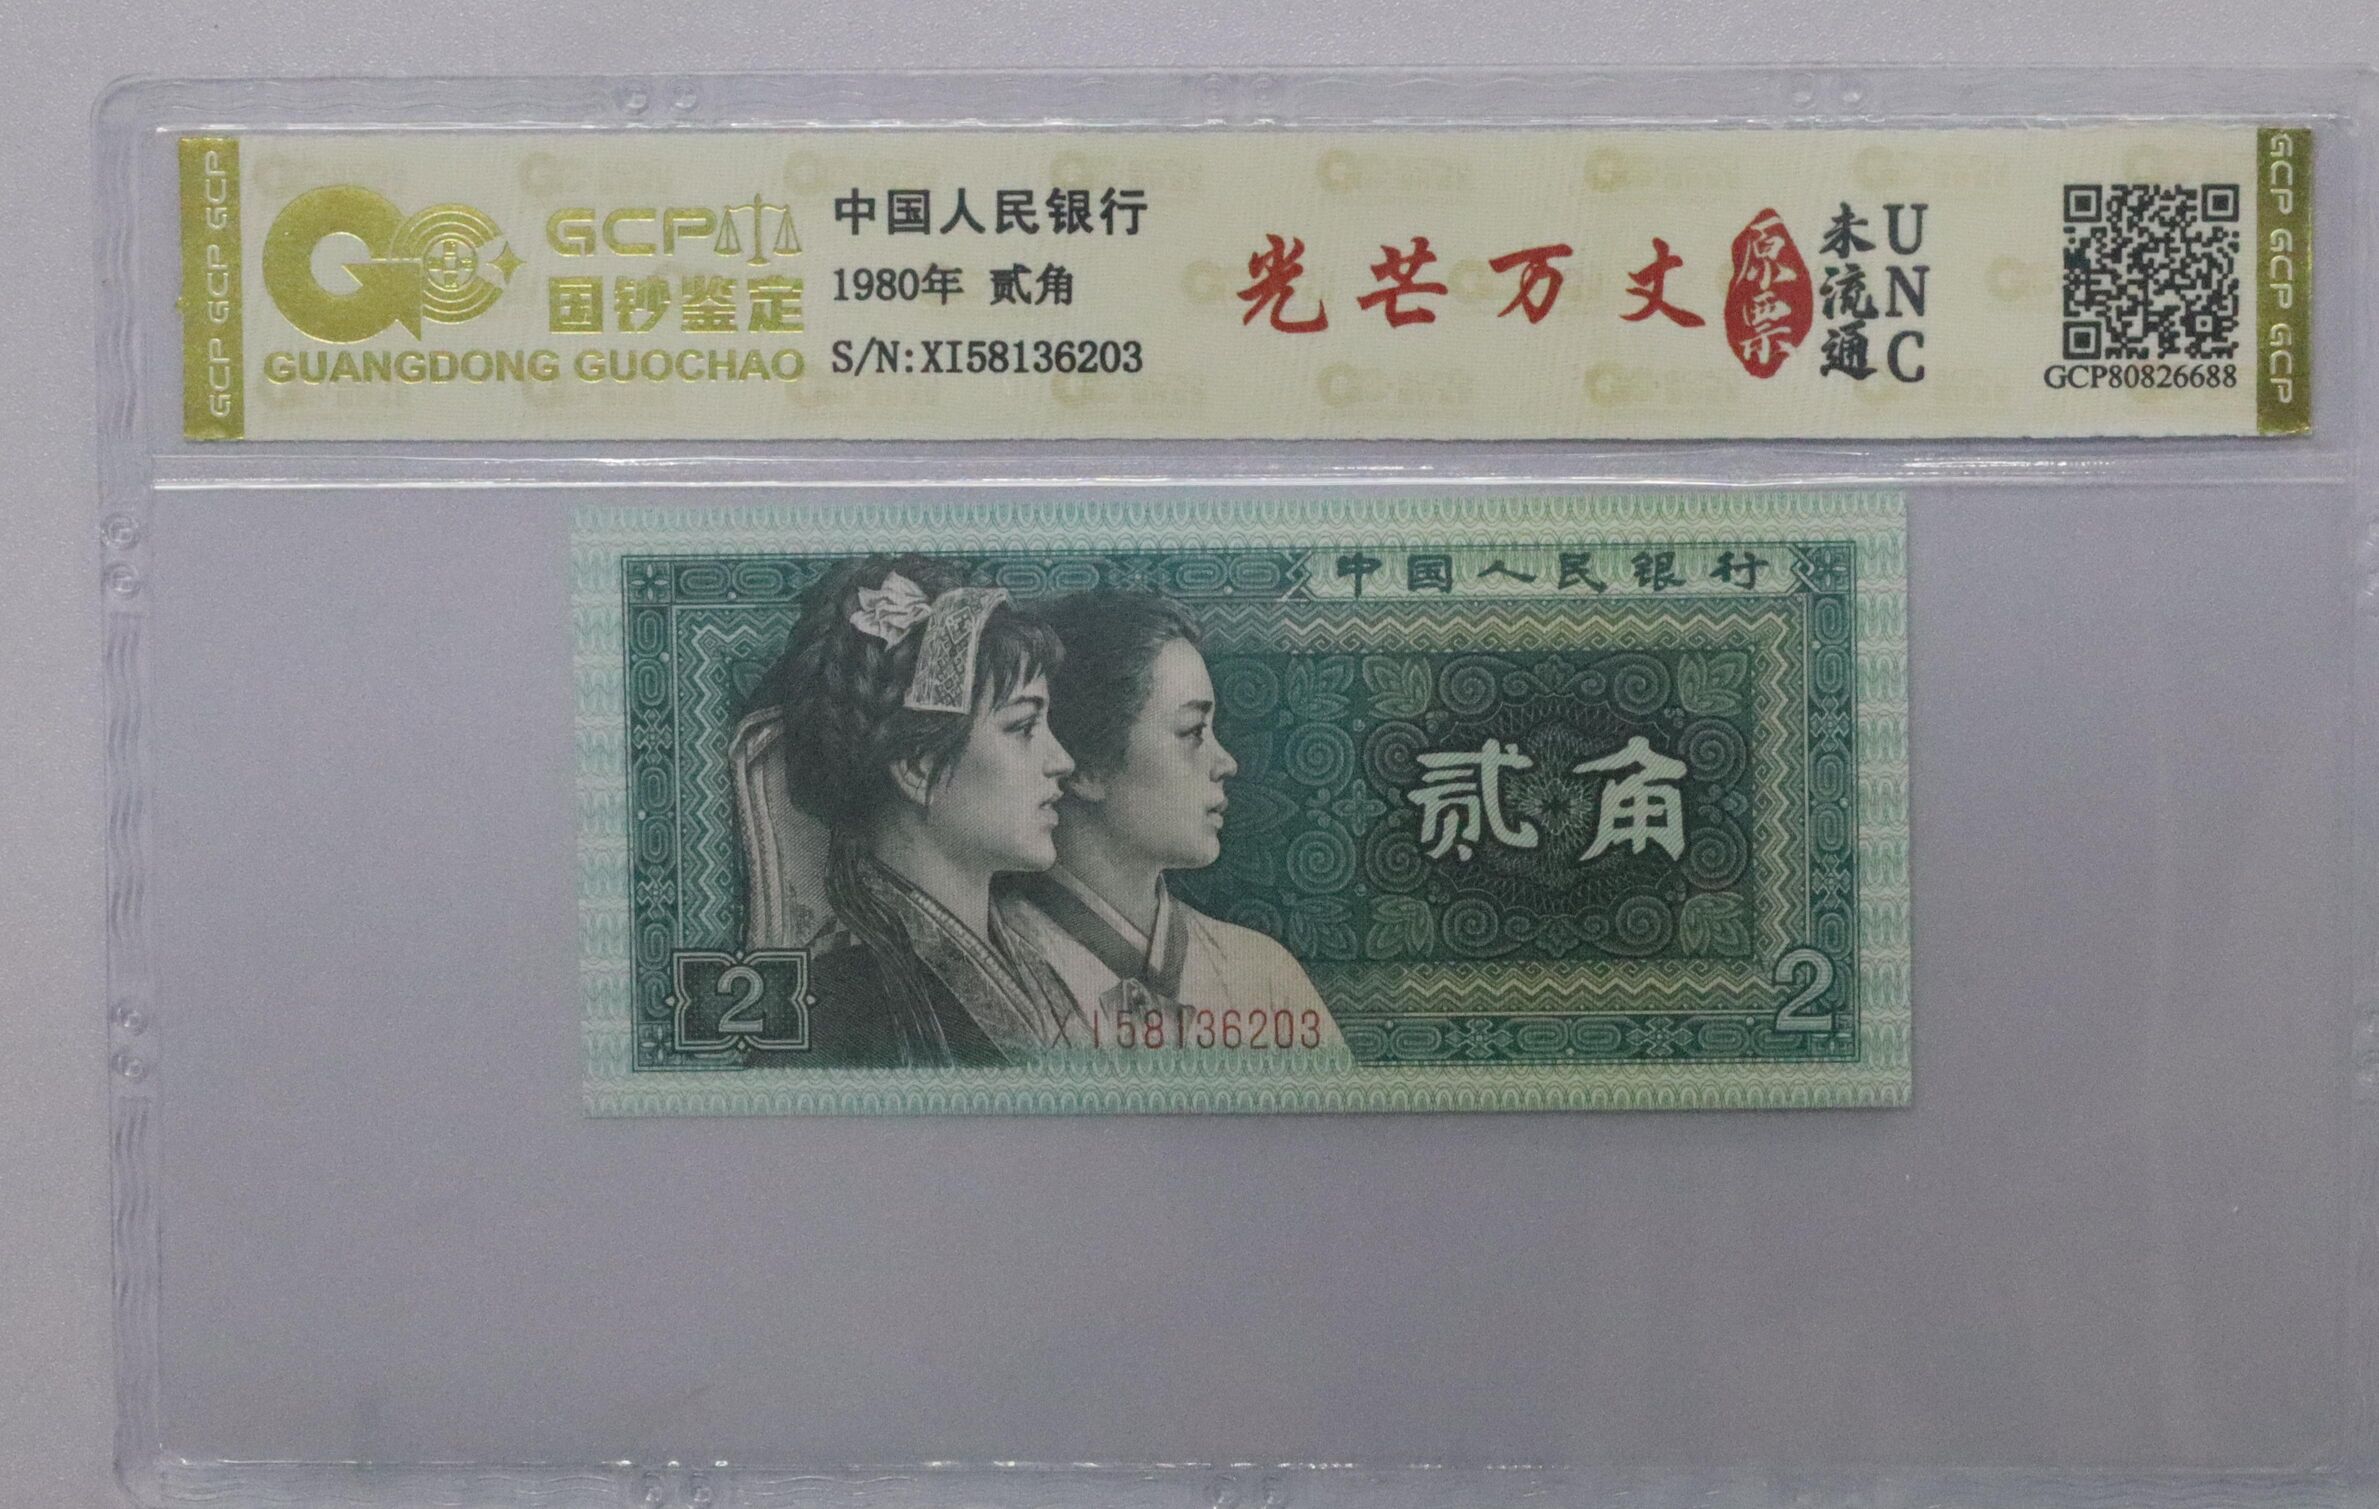 GCP GCP GCP
GCP
国钞鉴定
GUANGDONG GUOCHAO
中国人民银行
1980年 贰角
S/N:XI58136203
光芒万丈
原票
未流通
UNC
GCP80826688
GCP GCP GCP
中国人民银行
贰角
2
2
XI58136203